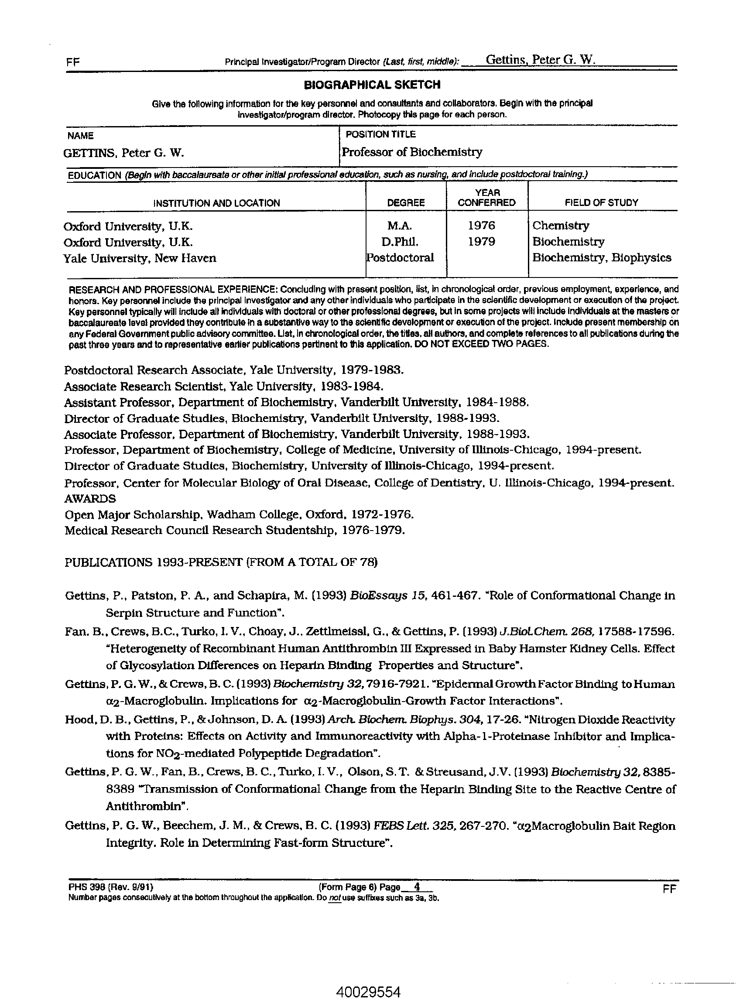 FF Principal Investigator/Program Director (Last, first, middle): Gettins, Peter G. W.
BIOGRAPHICAL SKETCH
Give the following information for the key personnel and consultants and collaborators. Begin with the principal
investigator/program director. Photocopy this page for each person.
NAME POSITION TITLE
GETTINS, Peter G. W. Professor of Biochemistry
EDUCATION (Begin with baccalaureate or other initial professional education, such as nursing, and include postdoctoral training.)
INSTITUTION AND LOCATION DEGREE YEAR CONFERRED FIELD OF STUDY
Oxford University, U.K. M.A. 1976 Chemistry
Oxford University, U.K. D.Phil. 1979 Biochemistry
Yale University, New Haven Postdoctoral Biochemistry, Biophysics
RESEARCH AND PROFESSIONAL EXPERIENCE: Concluding with present position, list, in chronological order, previous employment, experience, and
honors. Key personnel include the principal investigator and any other individuals who participate in the scientific development or execution of the project.
Key personnel typically will include all individuals with doctoral or other professional degrees, but in some projects will include individuals at the masters or
baccalaureate level provided they contribute in a substantive way to the scientific development or execution of the project. Include present membership on
any Federal Government public advisory committee. List, in chronological order, the titles, all authors, and complete references to all publications during the
past three years and to representative earlier publications pertinent to this application. DO NOT EXCEED TWO PAGES.
Postdoctoral Research Associate, Yale University, 1979-1983.
Associate Research Scientist, Yale University, 1983-1984.
Assistant Professor, Department of Biochemistry, Vanderbilt University, 1984-1988.
Director of Graduate Studies, Biochemistry, Vanderbilt University, 1988-1993.
Associate Professor, Department of Biochemistry, Vanderbilt University, 1988-1993.
Professor, Department of Biochemistry, College of Medicine, University of Illinois-Chicago, 1994-present.
Director of Graduate Studies, Biochemistry, University of Illinois-Chicago, 1994-present.
Professor, Center for Molecular Biology of Oral Disease, College of Dentistry, U. Illinois-Chicago, 1994-present.
AWARDS
Open Major Scholarship, Wadham College, Oxford, 1972-1976.
Medical Research Council Research Studentship, 1976-1979.
PUBLICATIONS 1993-PRESENT (FROM A TOTAL OF 78)
Gettins, P., Patston, P. A., and Schapira, M. (1993) BioEssays 15, 461-467. "Role of Conformational Change in
Serpin Structure and Function".
Fan, B., Crews, B.C., Turko, I. V., Choay, J., Zettlmeissl, G., & Gettins, P. (1993) J.Biol.Chem. 268, 17588-17596.
"Heterogeneity of Recombinant Human Antithrombin III Expressed in Baby Hamster Kidney Cells. Effect
of Glycosylation Differences on Heparin Binding Properties and Structure".
Gettins, P. G. W., & Crews, B. C. (1993) Biochemistry 32, 7916-7921. "Epidermal Growth Factor Binding to Human
α2-Macroglobulin. Implications for α2-Macroglobulin-Growth Factor Interactions".
Hood, D. B., Gettins, P., & Johnson, D. A. (1993) Arch. Biochem. Biophys. 304, 17-26. "Nitrogen Dioxide Reactivity
with Proteins: Effects on Activity and Immunoreactivity with Alpha-1-Proteinase Inhibitor and Implica-
tions for NO2-mediated Polypeptide Degradation".
Gettins, P. G. W., Fan, B., Crews, B. C., Turko, I. V., Olson, S. T. & Streusand, J.V. (1993) Biochemistry 32, 8385-
8389 "Transmission of Conformational Change from the Heparin Binding Site to the Reactive Centre of
Antithrombin".
Gettins, P. G. W., Beechem, J. M., & Crews, B. C. (1993) FEBS Lett. 325, 267-270. "α2Macroglobulin Bait Region
Integrity. Role in Determining Fast-form Structure".
PHS 398 (Rev. 9/91) (Form Page 6) Page 4 FF
Number pages consecutively at the bottom throughout the application. Do not use suffixes such as 3a, 3b.
40029554